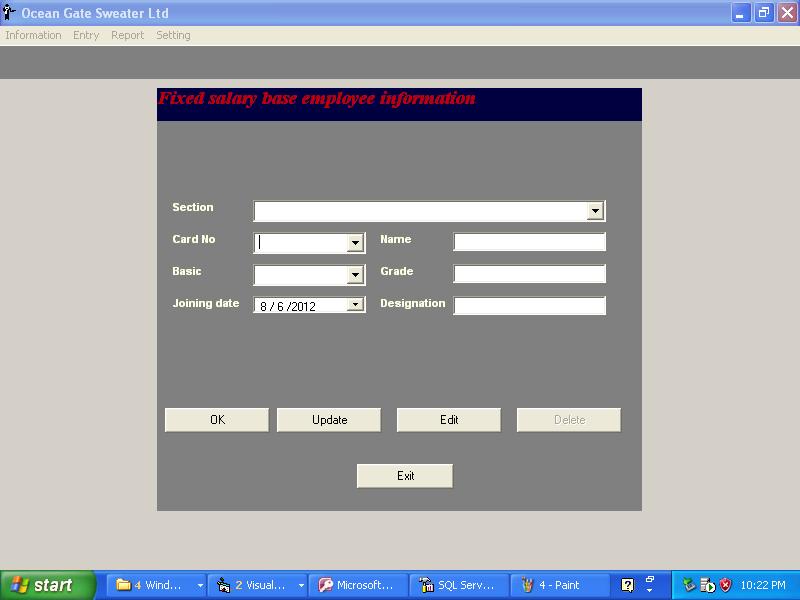 Ocean Gate Sweater Ltd
Information Entry Report Setting
Fixed salary base employee information
Section
Card No Name
Basic Grade
Joining date 8 / 6 /2012 Designation
OK Update Edit Delete
Exit
start 4 Wind... 2 Visual... Microsoft... SQL Serv... 4 - Paint 10:22 PM